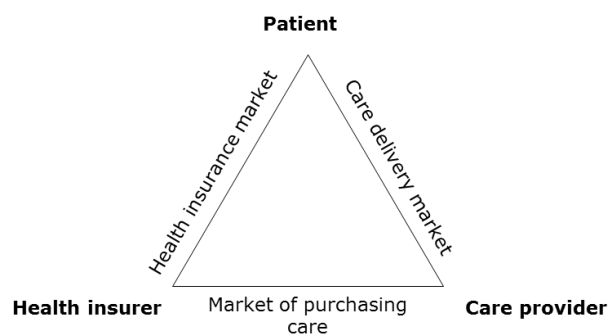 Patient
Health insurance market
Care delivery market
Health insurer
Market of purchasing
care
Care provider